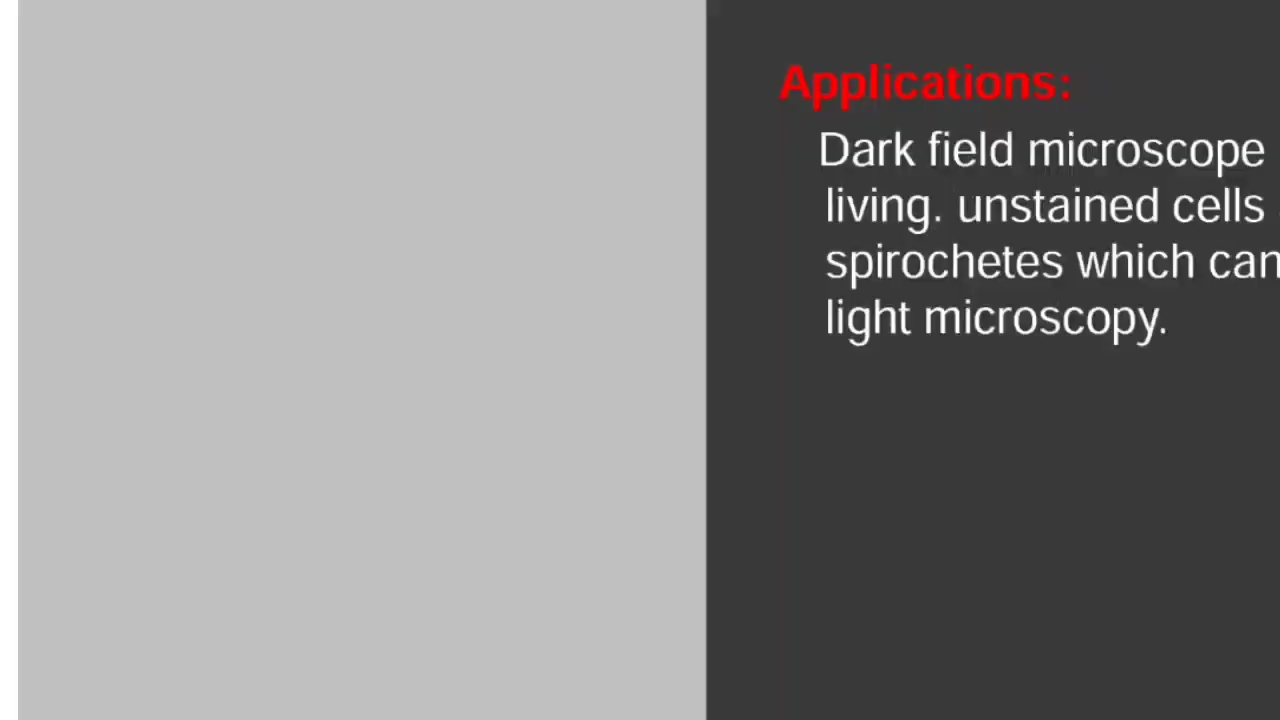 Applications:
Dark field microscope
living. unstained cells
spirochetes which can
light microscopy.